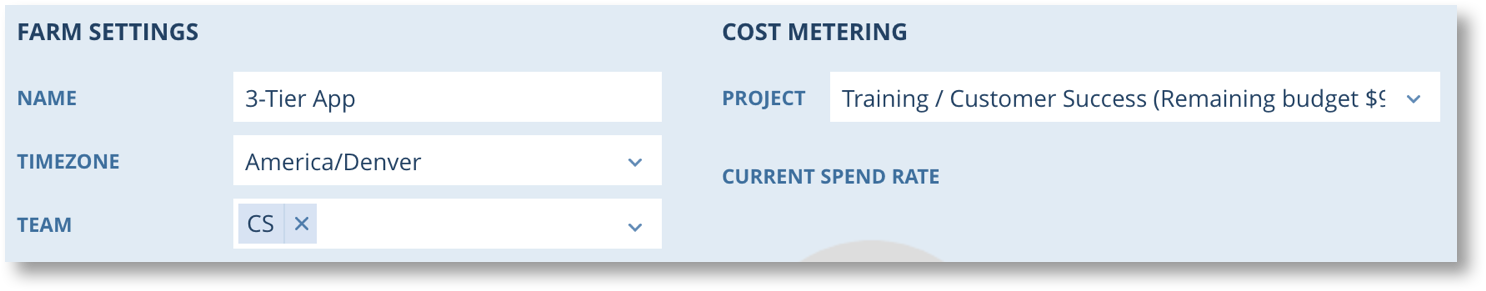 FARM SETTINGS
NAME
3-Tier App
TIMEZONE
America/Denver
TEAM
CS
COST METERING
PROJECT
Training / Customer Success (Remaining budget
CURRENT SPEND RATE